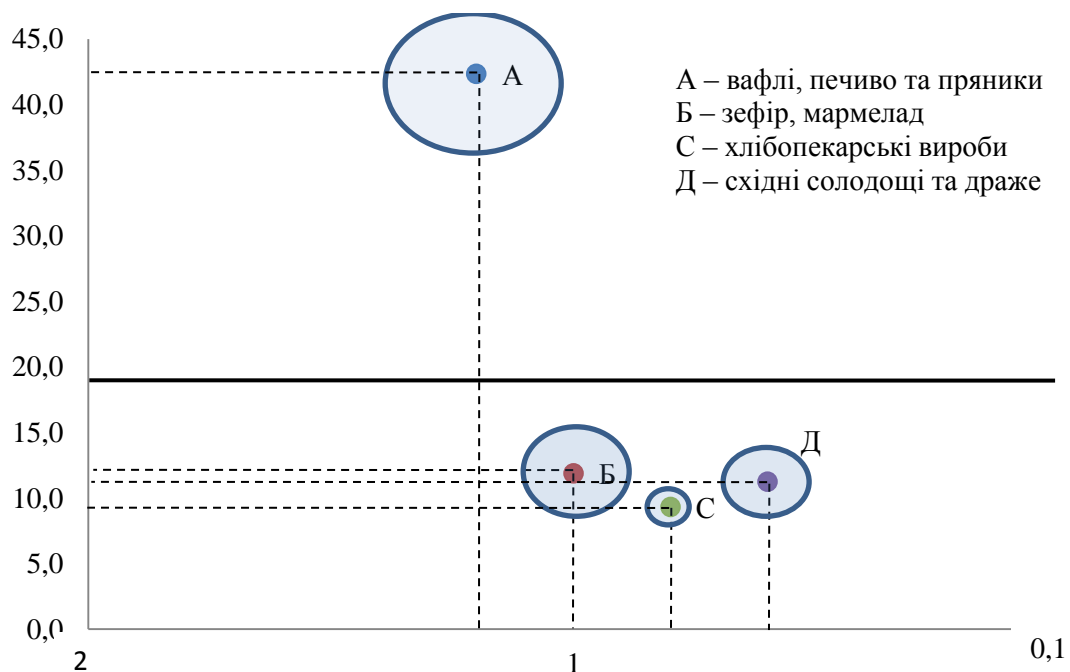 45,0
40,0
35,0
30,0
25,0
20,0
15,0
10,0
5,0
0,0
А
А – вафлі, печиво та пряники
Б – зефір, мармелад
С – хлібопекарські вироби
Д – східні солодощі та драже
Д
Б
С
2
1
0,1